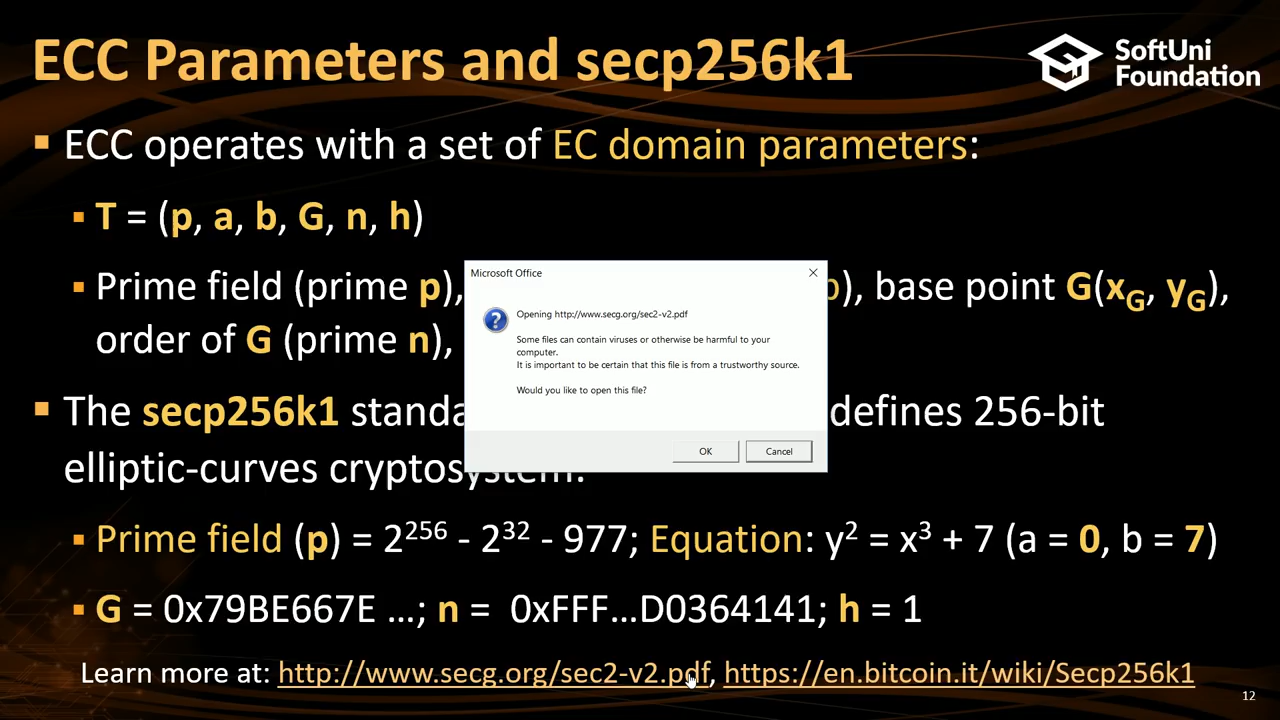 ECC Parameters and secp256k1
SoftUni
Foundation
▪ ECC operates with a set of EC domain parameters:
▪ T = (p, a, b, G, n, h)
▪ Prime field (prime p), b), base point G(xG, yG),
order of G (prime n),
▪ The secp256k1 standa defines 256-bit
elliptic-curves cryptosystem:
▪ Prime field (p) = 2²⁵⁶ - 2³² - 977; Equation: y² = x³ + 7 (a = 0, b = 7)
▪ G = 0x79BE667E ...; n = 0xFFF...D0364141; h = 1
Learn more at: http://www.secg.org/sec2-v2.pdf, https://en.bitcoin.it/wiki/Secp256k1
12
Microsoft Office
Opening http://www.secg.org/sec2-v2.pdf
Some files can contain viruses or otherwise be harmful to your
computer.
It is important to be certain that this file is from a trustworthy source.
Would you like to open this file?
OK Cancel